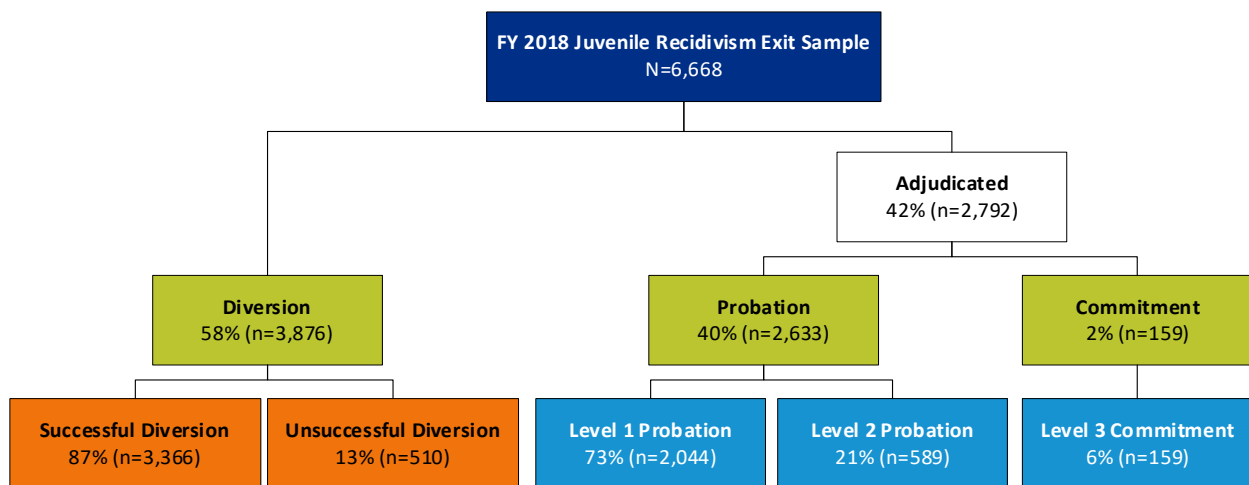 FY 2018 Juvenile Recidivism Exit Sample
N=6,668
Adjudicated
42% (n=2,792)
Diversion
58% (n=3,876)
Probation
40% (n=2,633)
Commitment
2% (n=159)
Successful Diversion
87% (n=3,366)
Unsuccessful Diversion
13% (n=510)
Level 1 Probation
73% (n=2,044)
Level 2 Probation
21% (n=589)
Level 3 Commitment
6% (n=159)